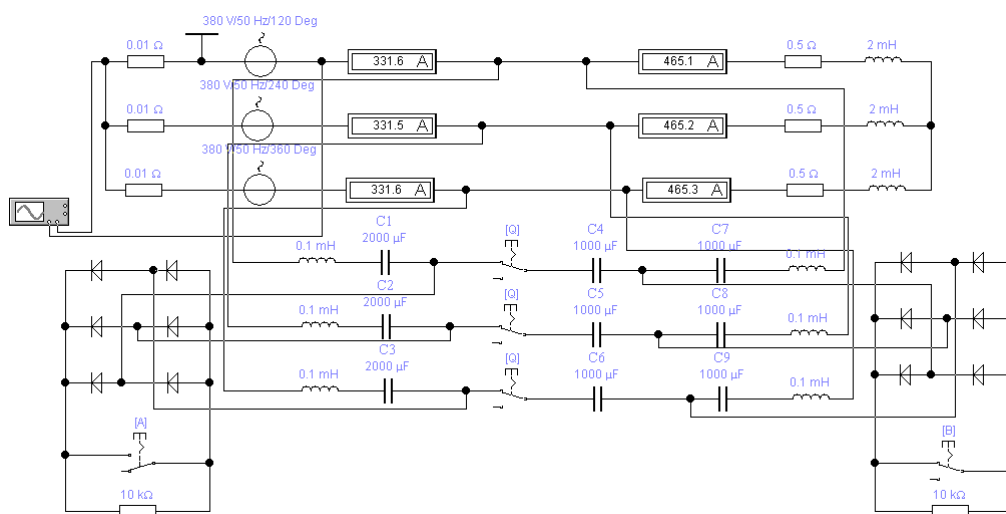 380 V/50 Hz/120 Deg
0.01 Ω
331.6 A
465.1 A
0.5 Ω
2 mH
380 V/50 Hz/240 Deg
0.01 Ω
331.5 A
465.2 A
0.5 Ω
2 mH
380 V/50 Hz/360 Deg
0.01 Ω
331.6 A
465.3 A
0.5 Ω
2 mH
C1
2000 µF
0.1 mH
[Q]
C4
1000 µF
C7
1000 µF
0.1 mH
C2
2000 µF
0.1 mH
[Q]
C5
1000 µF
C8
1000 µF
0.1 mH
C3
2000 µF
0.1 mH
[Q]
C6
1000 µF
C9
1000 µF
0.1 mH
[A]
[B]
10 kΩ
10 kΩ